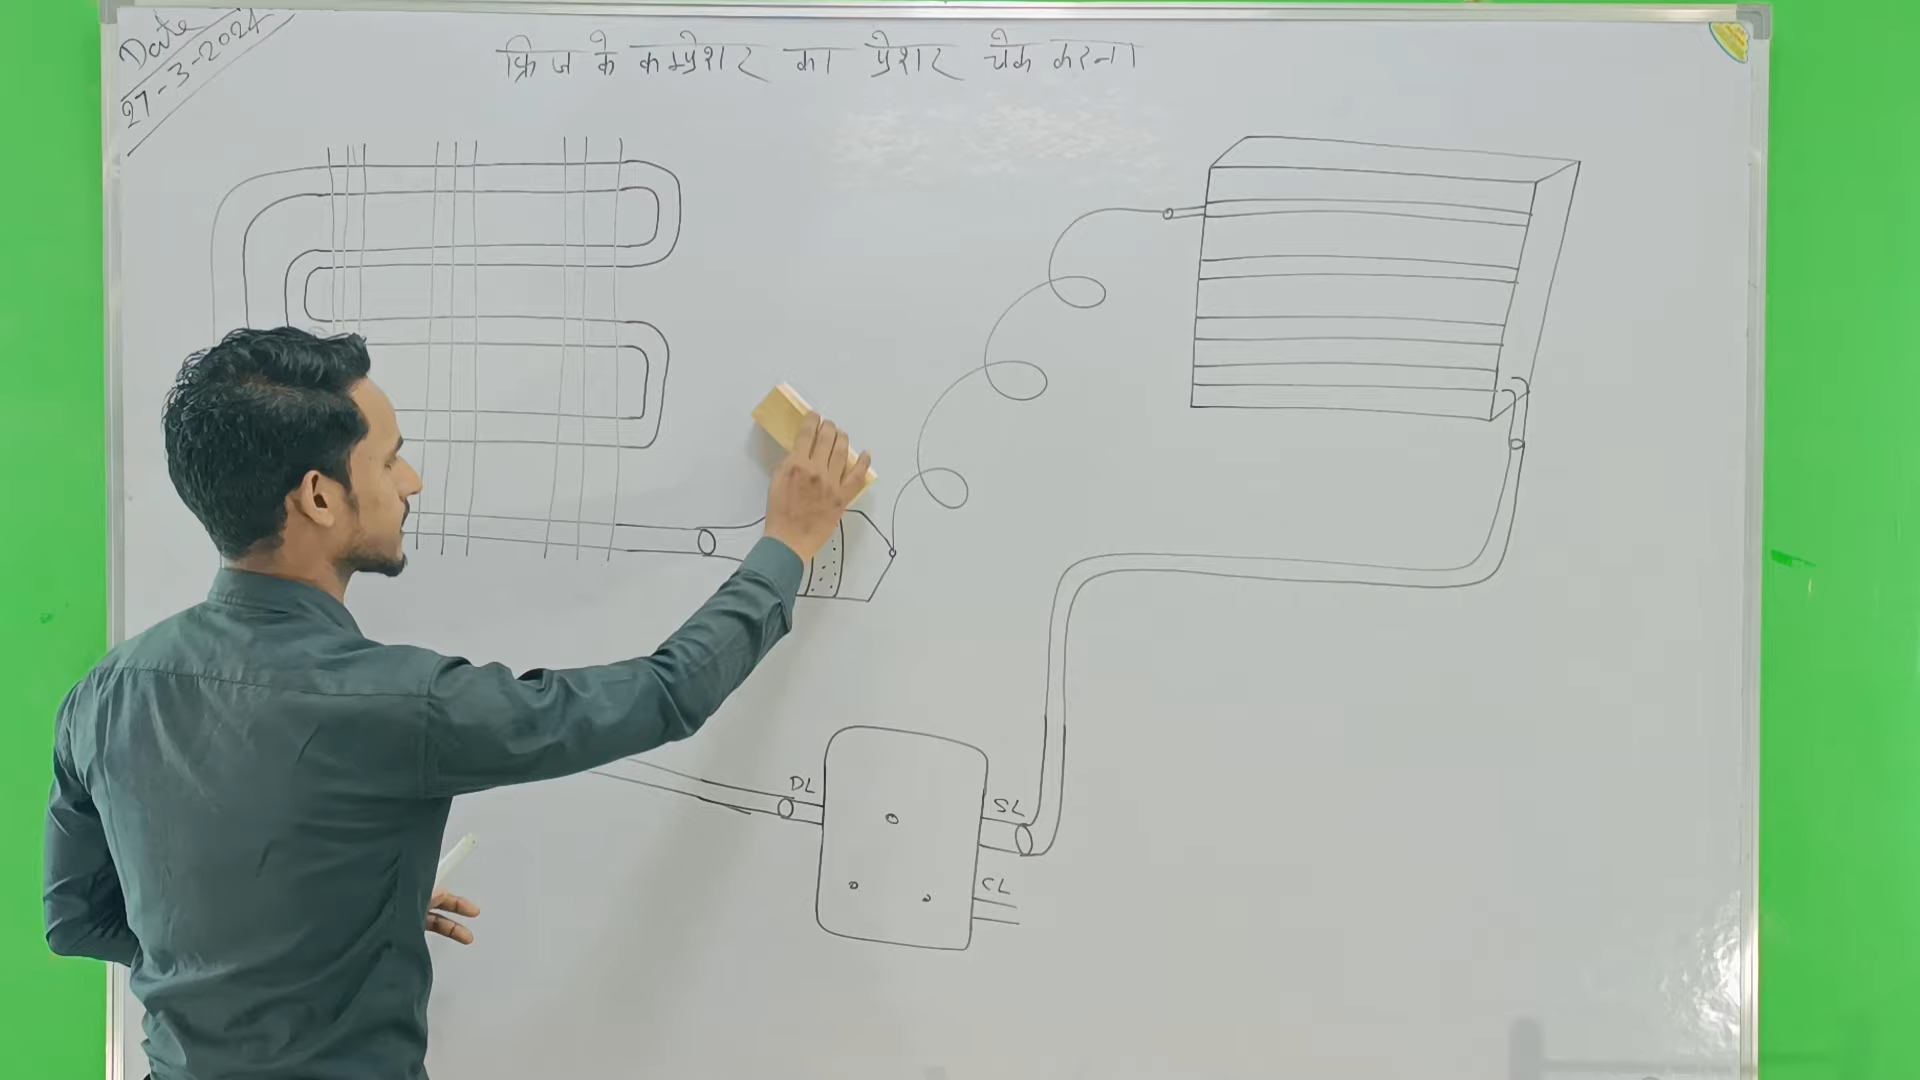 Date
27-3-2024
फ्रिज के कम्प्रेशर का प्रेशर चेक करना।
DL
SL
CL